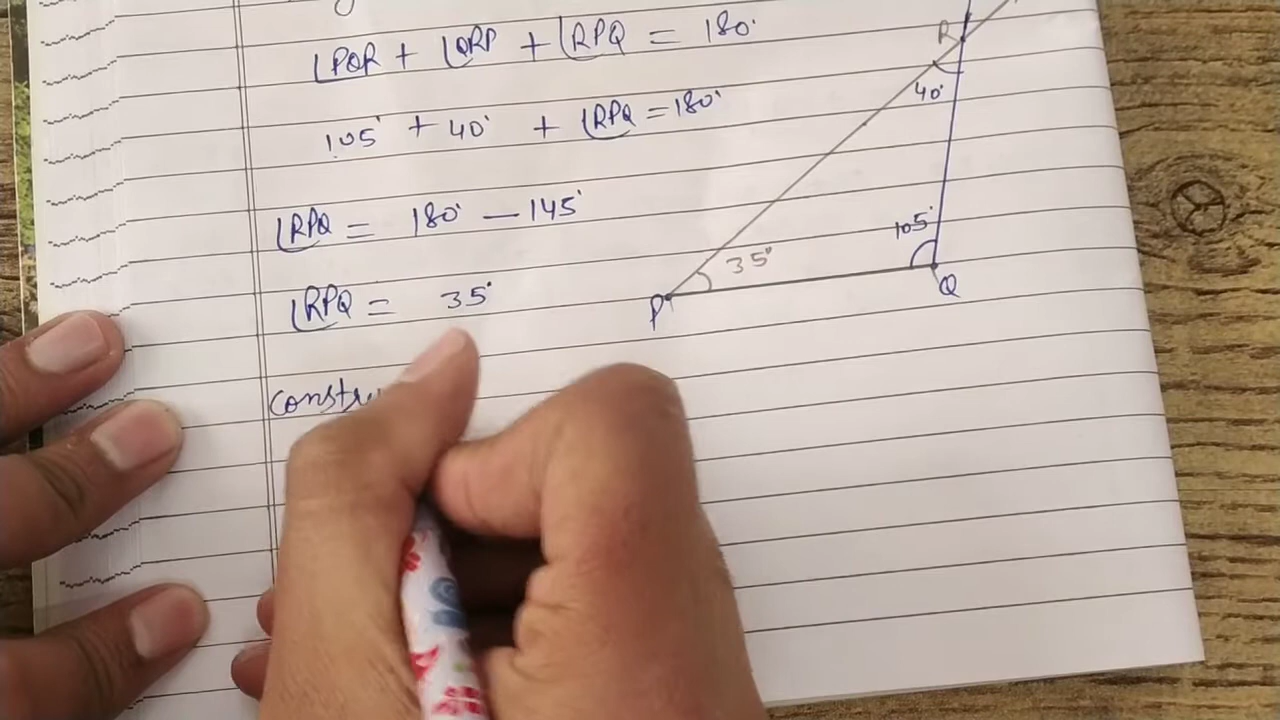 ∠PQR + ∠QRP + ∠RPQ = 180°
105° + 40° + ∠RPQ = 180°
∠RPQ = 180° — 145°
∠RPQ = 35°
R
40°
105°
35°
P
Q